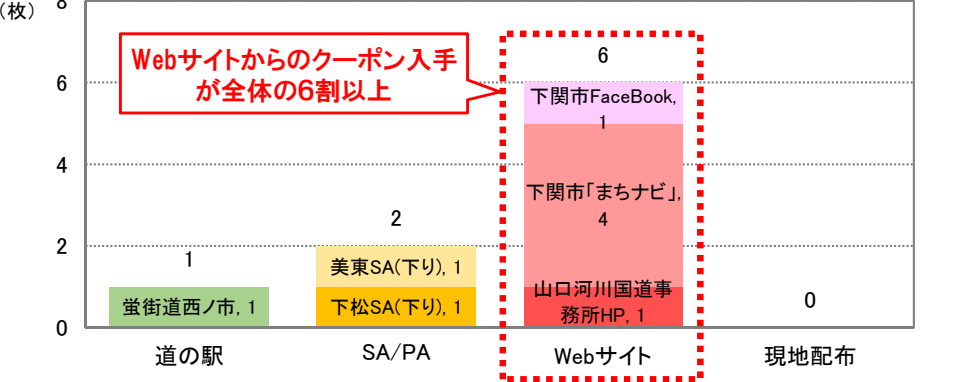 (枚)
8
Webサイトからのクーポン入手
が全体の6割以上
6
6
下関市FaceBook,
1
4
下関市「まちナビ」,
4
2
2
1
美東SA(下り), 1
山口河川国道事
務所HP, 1
蛍街道西ノ市, 1
下松SA(下り), 1
0
0
道の駅
SA/PA
Webサイト
現地配布